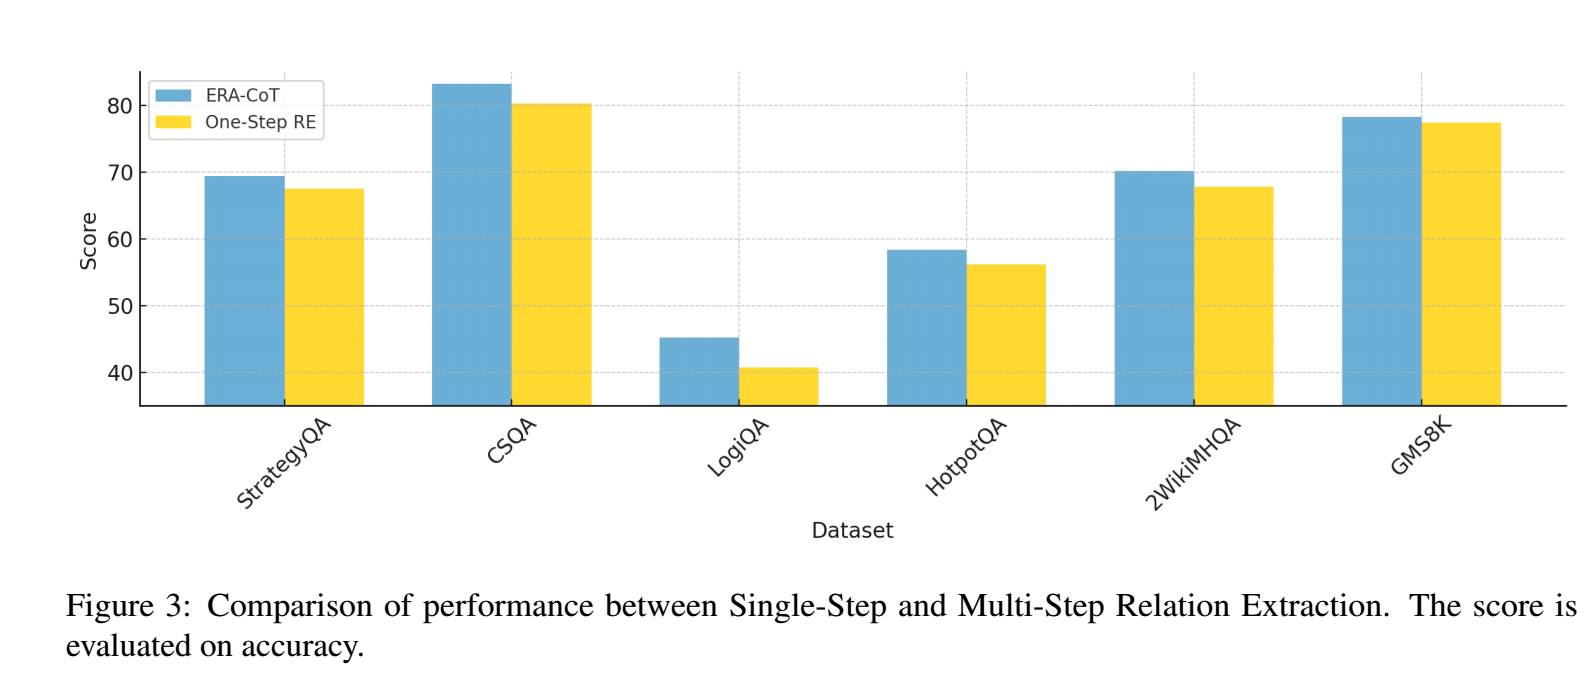 ERA-CoT
One-Step RE
80
70
60
50
40
Score
StrategyQA
CSQA
LogiQA
HotpotQA
2WikiMHQA
GMS8K
Dataset
Figure 3: Comparison of performance between Single-Step and Multi-Step Relation Extraction. The score is
evaluated on accuracy.